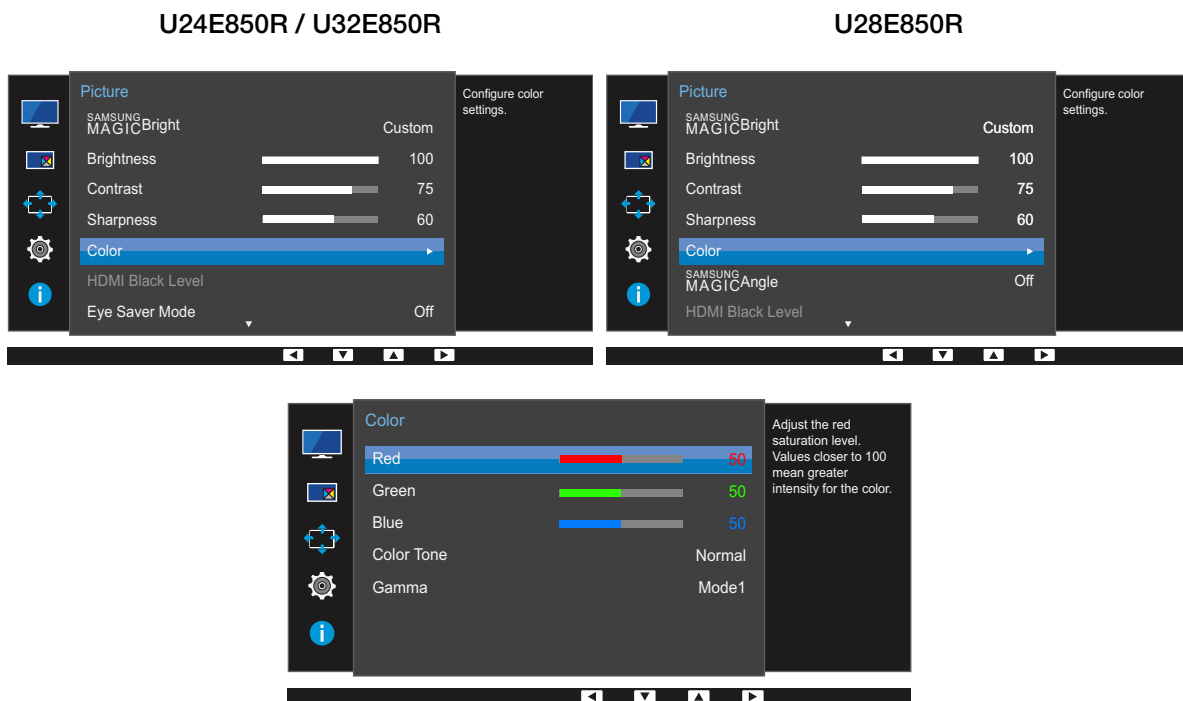 U24E850R / U32E850R
Picture
SAMSUNG
MAGICBright Custom
Brightness 100
Contrast 75
Sharpness 60
Color
HDMI Black Level
Eye Saver Mode Off
Configure color
settings.
U28E850R
Picture
SAMSUNG
MAGICBright Custom
Brightness 100
Contrast 75
Sharpness 60
Color
SAMSUNG
MAGICAngle Off
HDMI Black Level
Configure color
settings.
Color
Red 50
Green 50
Blue 50
Color Tone Normal
Gamma Mode1
Adjust the red
saturation level.
Values closer to 100
mean greater
intensity for the color.